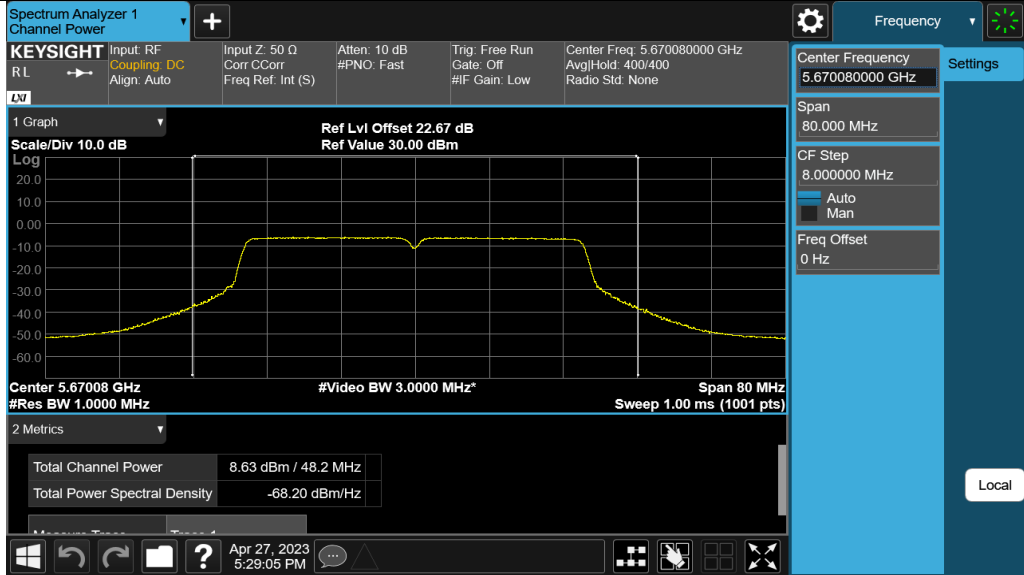 Spectrum Analyzer 1
Channel Power
+
Frequency
KEYSIGHT
R L
LXI
Input: RF
Coupling: DC
Align: Auto
Input Z: 50 Ω
Corr CCorr
Freq Ref: Int (S)
Atten: 10 dB
#PNO: Fast
Trig: Free Run
Gate: Off
#IF Gain: Low
Center Freq: 5.670080000 GHz
Avg|Hold: 400/400
Radio Std: None
Center Frequency
5.670080000 GHz
Settings
Span
80.000 MHz
CF Step
8.000000 MHz
Auto
Man
Freq Offset
0 Hz
Local
1 Graph
Scale/Div 10.0 dB
Ref Lvl Offset 22.67 dB
Ref Value 30.00 dBm
Log
20.0
10.0
0.00
-10.0
-20.0
-30.0
-40.0
-50.0
-60.0
Center 5.67008 GHz
#Video BW 3.0000 MHz*
Span 80 MHz
#Res BW 1.0000 MHz
Sweep 1.00 ms (1001 pts)
2 Metrics
Total Channel Power 8.63 dBm / 48.2 MHz
Total Power Spectral Density -68.20 dBm/Hz
Measure Trace Trace 1
?
Apr 27, 2023
5:29:05 PM